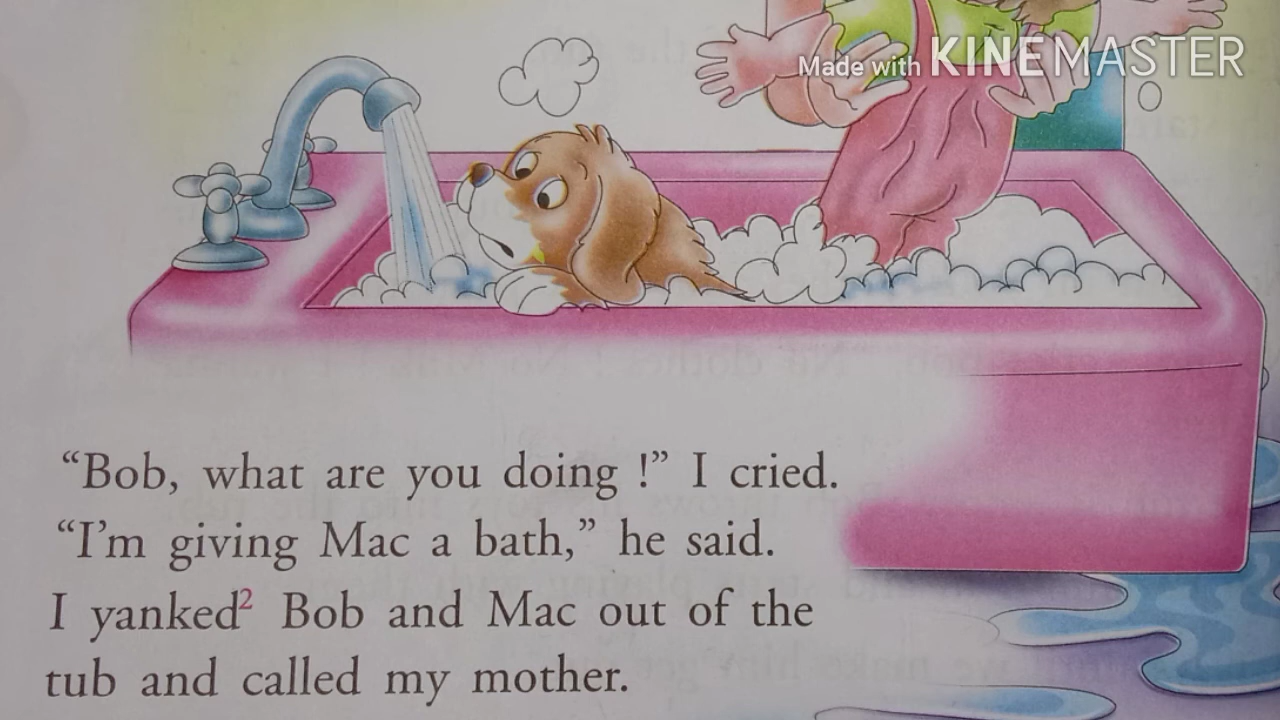 Made with KINEMASTER
“Bob, what are you doing !” I cried.
“I’m giving Mac a bath,” he said.
I yanked² Bob and Mac out of the
tub and called my mother.